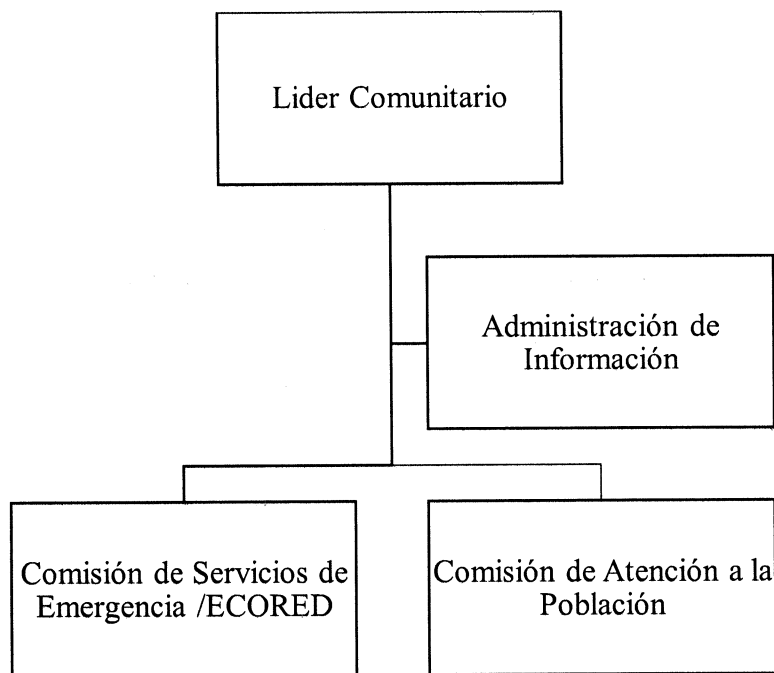 Lider Comunitario
Administración de
Información
Comisión de Servicios de
Emergencia /ECORED
Comisión de Atención a la
Población